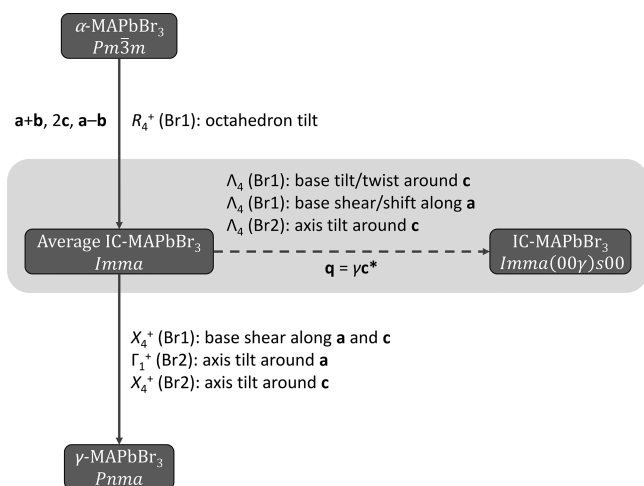 α-MAPbBr₃
Pm3̅m
a+b, 2c, a–b
R₄⁺ (Br1): octahedron tilt
Λ₄ (Br1): base tilt/twist around c
Λ₄ (Br1): base shear/shift along a
Λ₄ (Br2): axis tilt around c
Average IC-MAPbBr₃
Imma
q = γc*
IC-MAPbBr₃
Imma(00γ)s00
X₄⁺ (Br1): base shear along a and c
Γ₁⁺ (Br2): axis tilt around a
X₄⁺ (Br2): axis tilt around c
γ-MAPbBr₃
Pnma